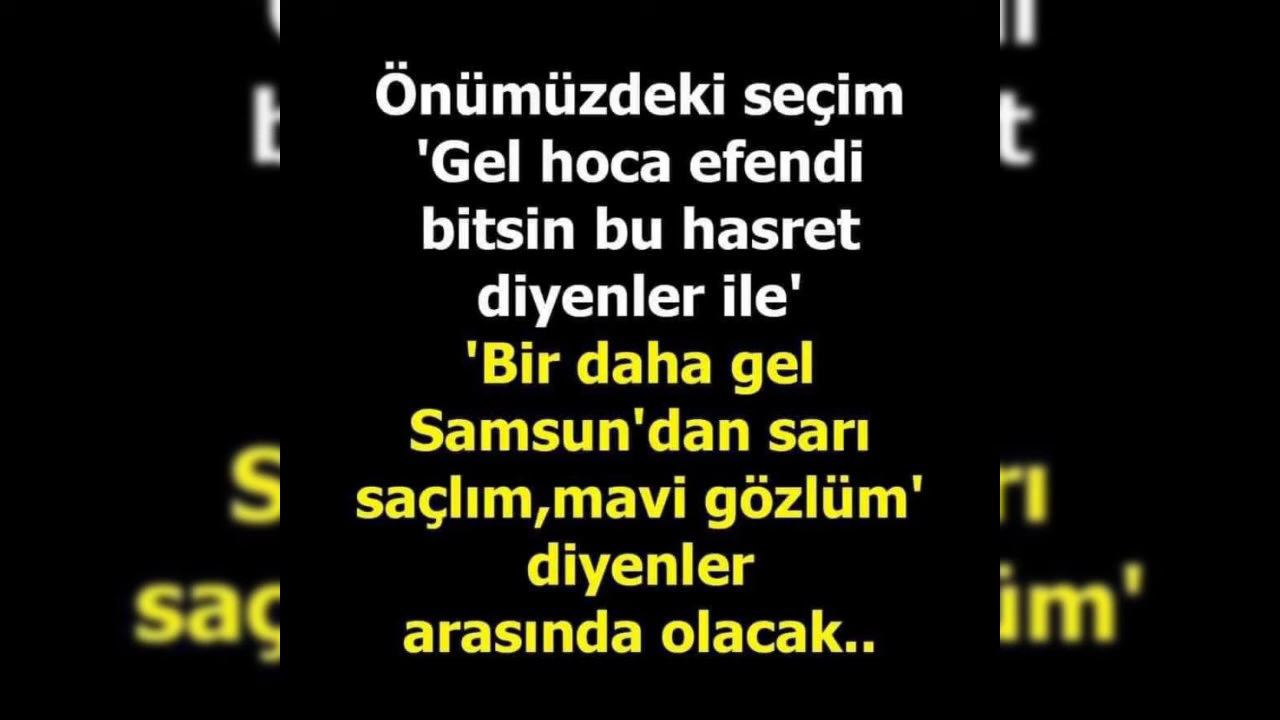 Önümüzdeki seçim
'Gel hoca efendi
bitsin bu hasret
diyenler ile'
'Bir daha gel
Samsun'dan sarı
saçlım,mavi gözlüm'
diyenler
arasında olacak..